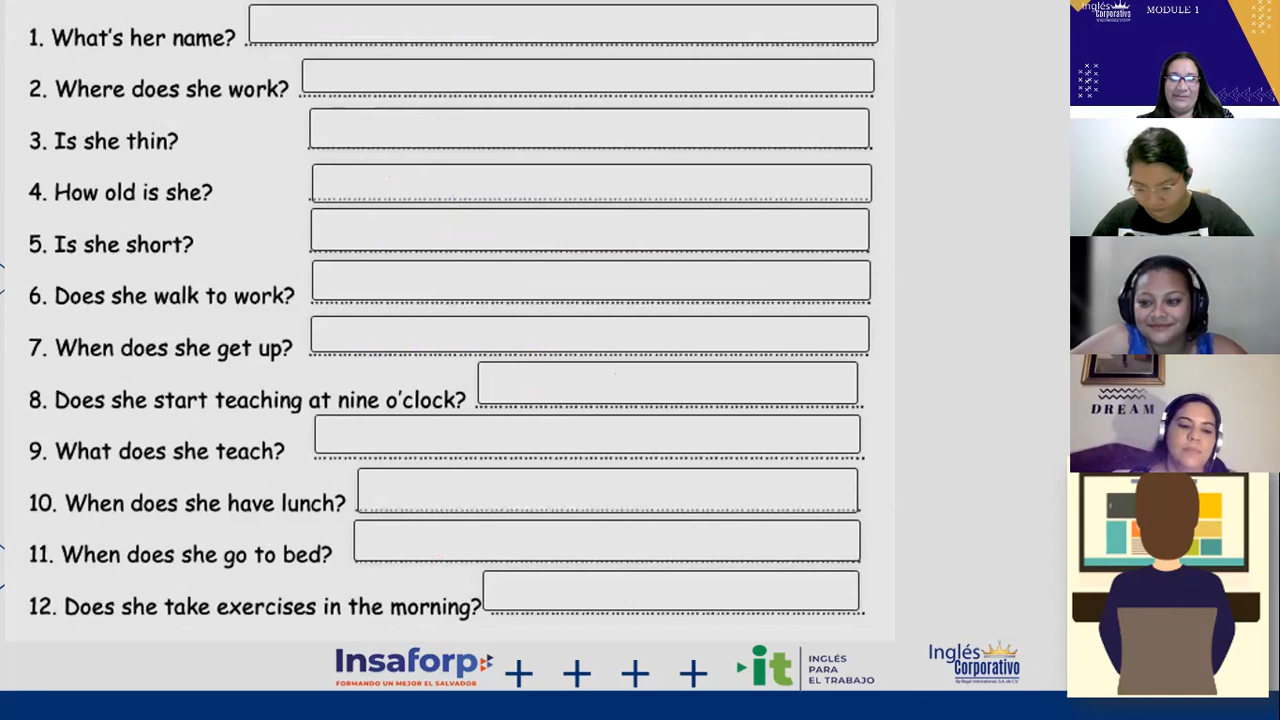 1. What's her name?
2. Where does she work?
3. Is she thin?
4. How old is she?
5. Is she short?
6. Does she walk to work?
7. When does she get up?
8. Does she start teaching at nine o'clock?
9. What does she teach?
10. When does she have lunch?
11. When does she go to bed?
12. Does she take exercises in the morning?
Insaforp
FORMANDO UN MEJOR EL SALVADOR
it
INGLÉS
PARA
EL TRABAJO
Inglés
Corporativo
Inglés
Corporativo
MODULE 1
DREAM